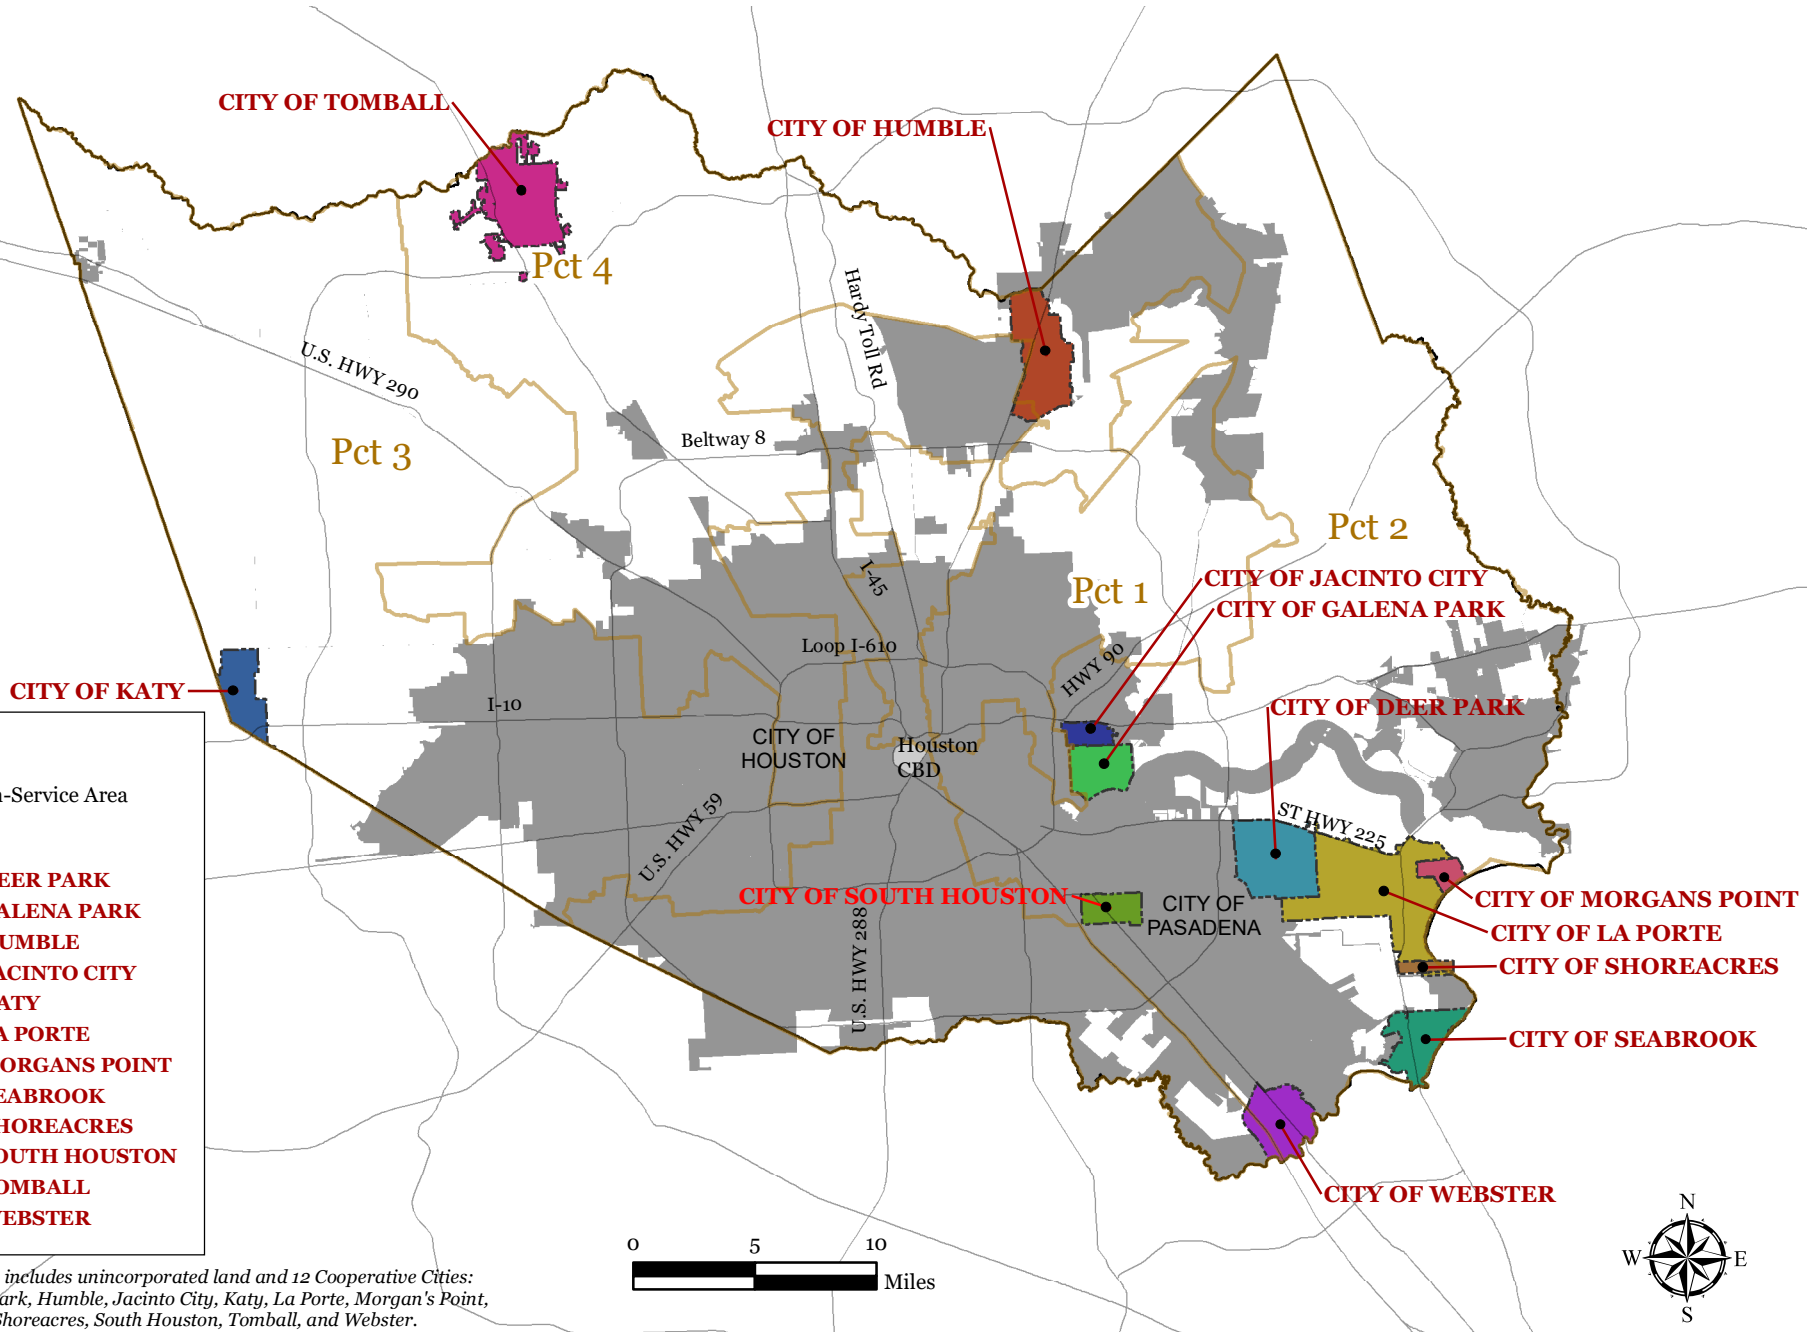 CITY OF TOMBALL
CITY OF HUMBLE
Pct 4
Hardy Toll Rd
U.S. HWY 290
Pct 3
Beltway 8
Pct 2
I-45
Pct 1
CITY OF JACINTO CITY
CITY OF GALENA PARK
Loop I-610
HWY 90
CITY OF KATY
I-10
CITY OF DEER PARK
CITY OF
HOUSTON
Houston
CBD
-Service Area
U.S. HWY 59
ST HWY 225
EER PARK
ALENA PARK
UMBLE
ACINTO CITY
ATY
A PORTE
ORGANS POINT
EABROOK
HOREACRES
OUTH HOUSTON
OMBALL
EBSTER
CITY OF SOUTH HOUSTON
CITY OF
PASADENA
U.S. HWY 288
CITY OF MORGANS POINT
CITY OF LA PORTE
CITY OF SHOREACRES
CITY OF SEABROOK
CITY OF WEBSTER
0 5 10
Miles
N
W E
S
includes unincorporated land and 12 Cooperative Cities:
ark, Humble, Jacinto City, Katy, La Porte, Morgan's Point,
Shoreacres, South Houston, Tomball, and Webster.